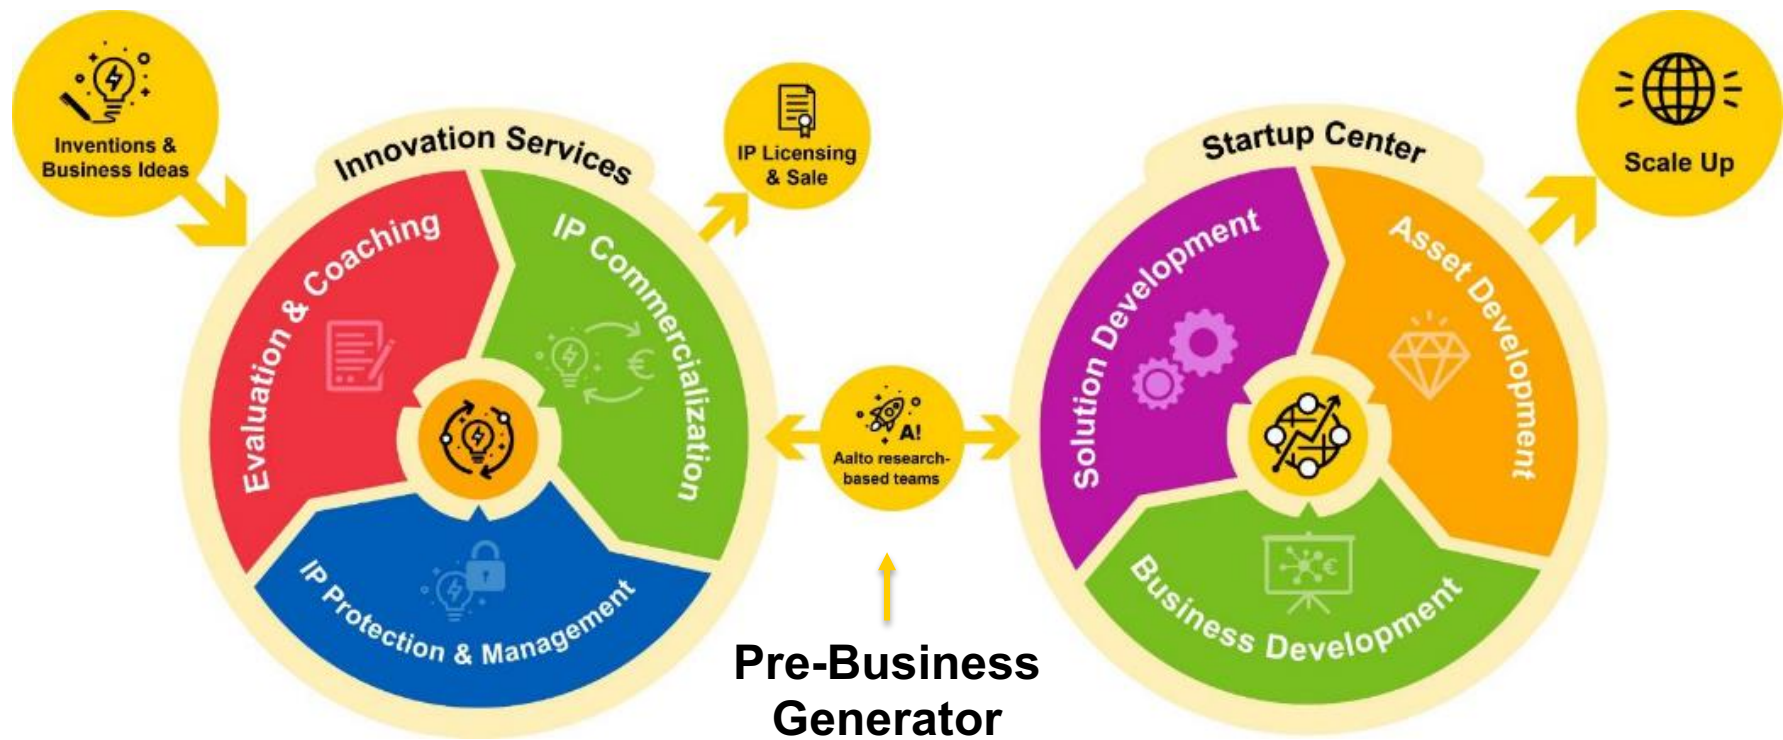 Inventions &
Business Ideas
Innovation Services
IP Licensing
& Sale
Evaluation & Coaching
IP Commercialization
€
IP Protection & Management
A!
Aalto research-
based teams
Pre-Business
Generator
Startup Center
Scale Up
Solution Development
Asset Development
€
Business Development